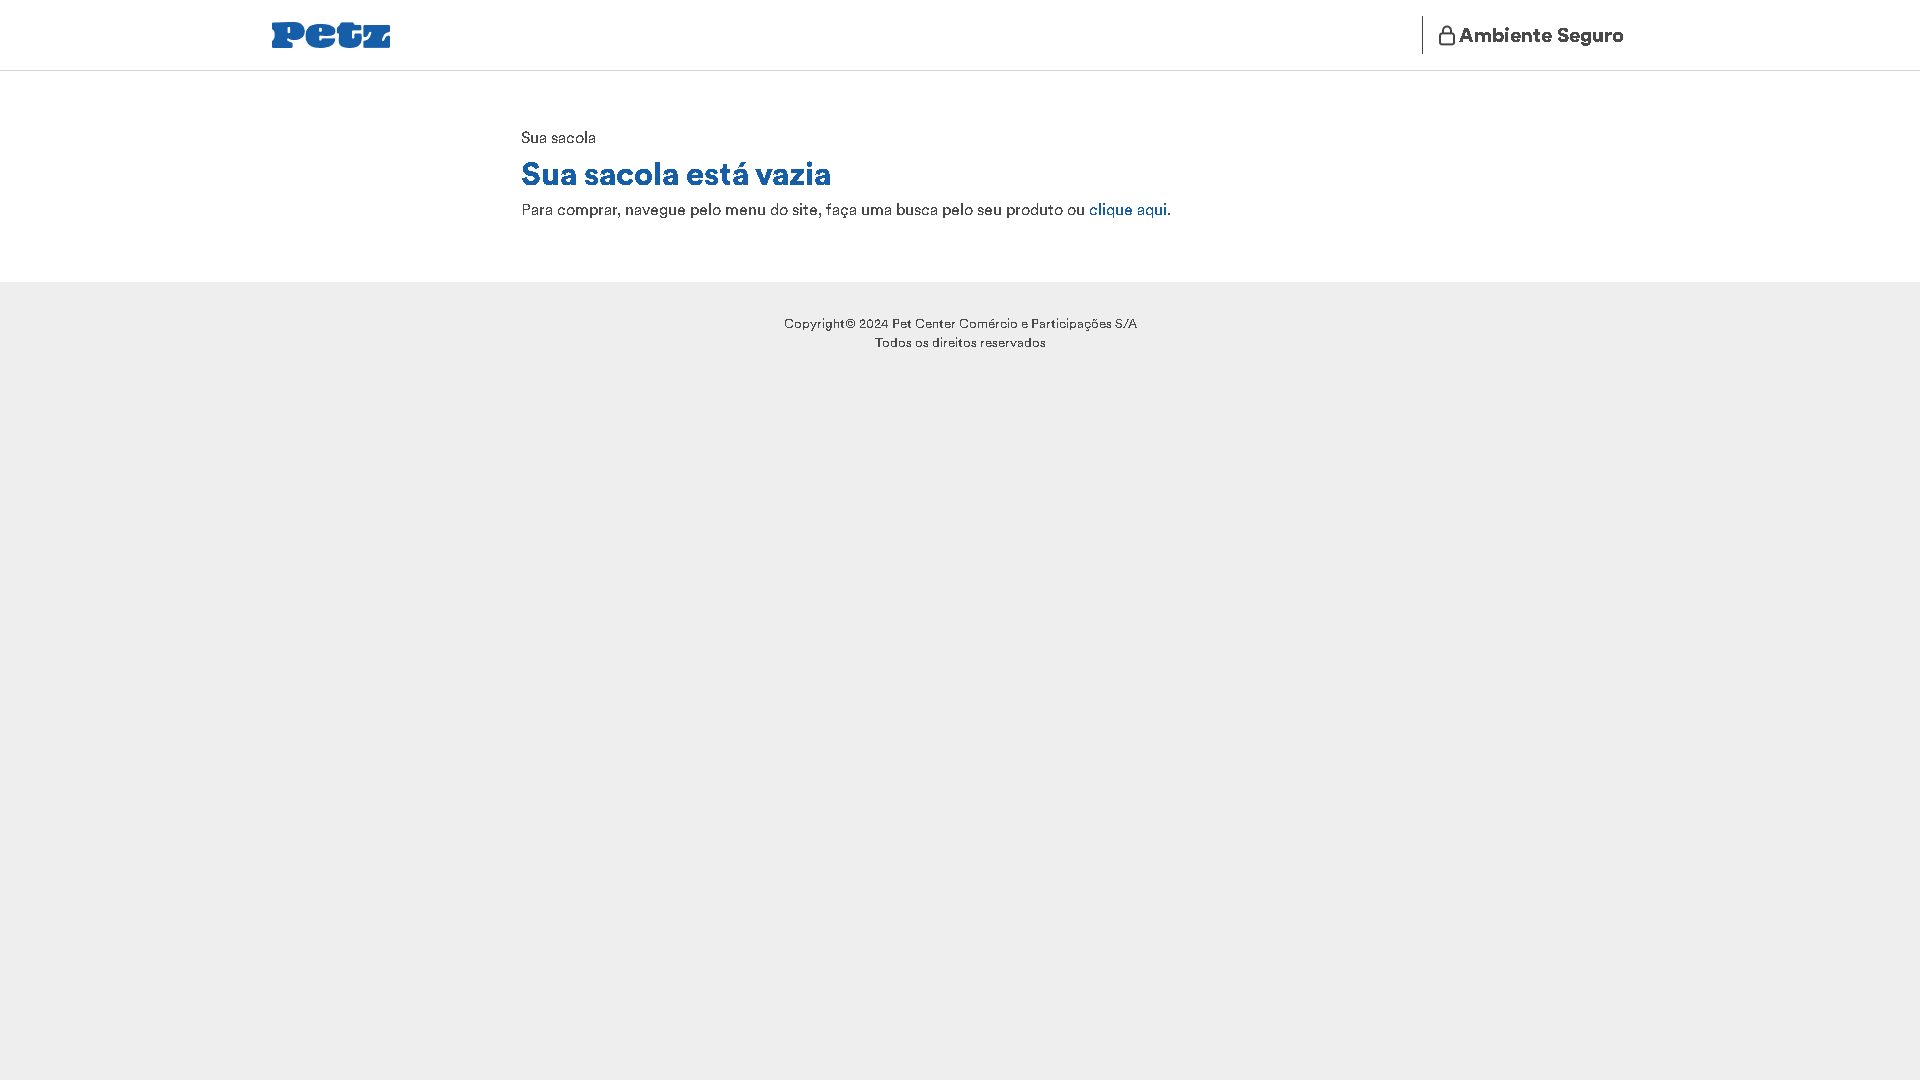 Petz
Ambiente Seguro
Sua sacola
Sua sacola está vazia
Para comprar, navegue pelo menu do site, faça uma busca pelo seu produto ou clique aqui.
Copyright© 2024 Pet Center Comércio e Participações S/A
Todos os direitos reservados